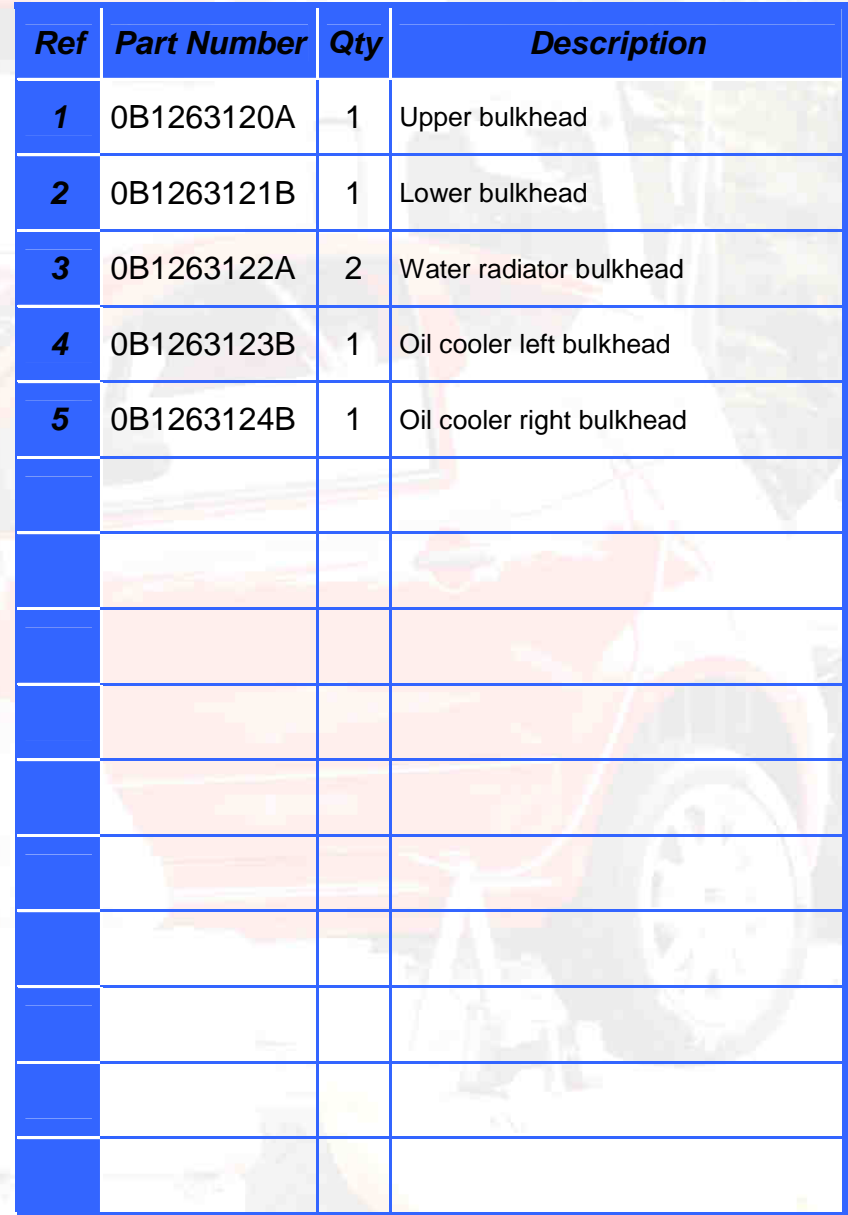 Ref Part Number Qty Description
1 0B1263120A 1 Upper bulkhead
2 0B1263121B 1 Lower bulkhead
3 0B1263122A 2 Water radiator bulkhead
4 0B1263123B 1 Oil cooler left bulkhead
5 0B1263124B 1 Oil cooler right bulkhead